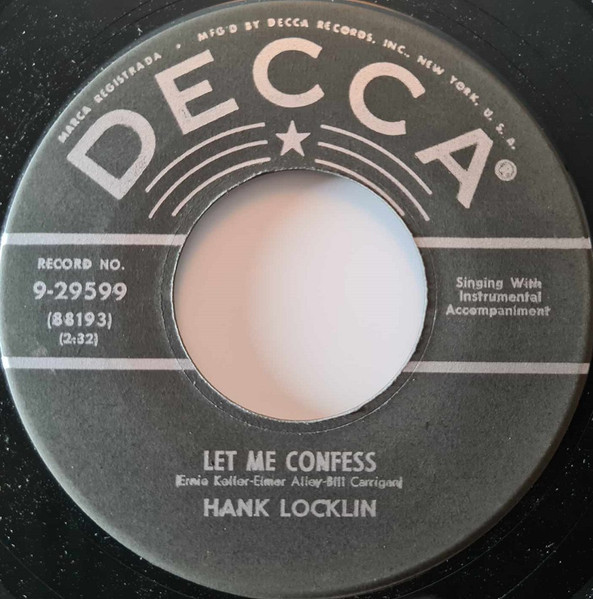 MARCA REGISTRADA • MFG'D BY DECCA RECORDS, INC., NEW YORK, U.S.A.
DECCA®
RECORD NO.
9-29599
(88193)
(2:32)
Singing With
Instrumental
Accompaniment
LET ME CONFESS
(Ernie Keller-Elmer Alley-Bill Carrigan)
HANK LOCKLIN